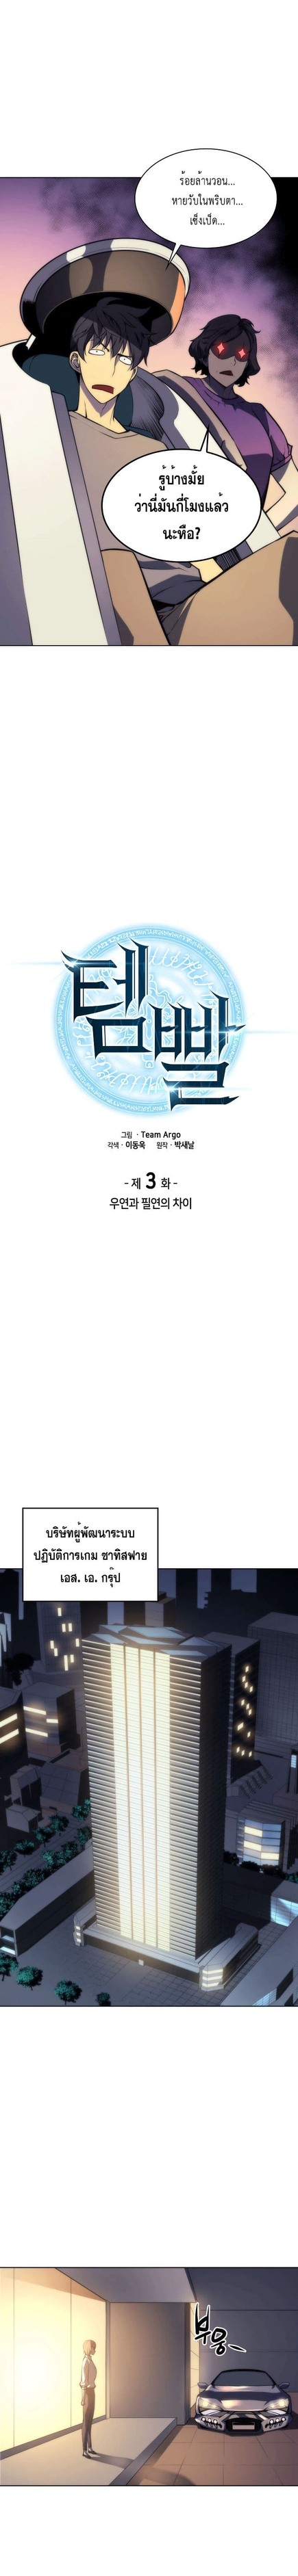 ร้อยล้านวอน...
หายวับในพริบตา...
เซ็งเป็ด...
รู้บ้างมั้ย
ว่านี่มันกี่โมงแล้ว
นะหือ?
템빨
그림 · Team Argo
각색 · 이동욱 원작 · 박새날
- 제 3 화 -
우연과 필연의 차이
บริษัทผู้พัฒนาระบบ
ปฏิบัติการเกม ซาทิสฟาย
เอส. เอ. กรุ๊ป
부웅~